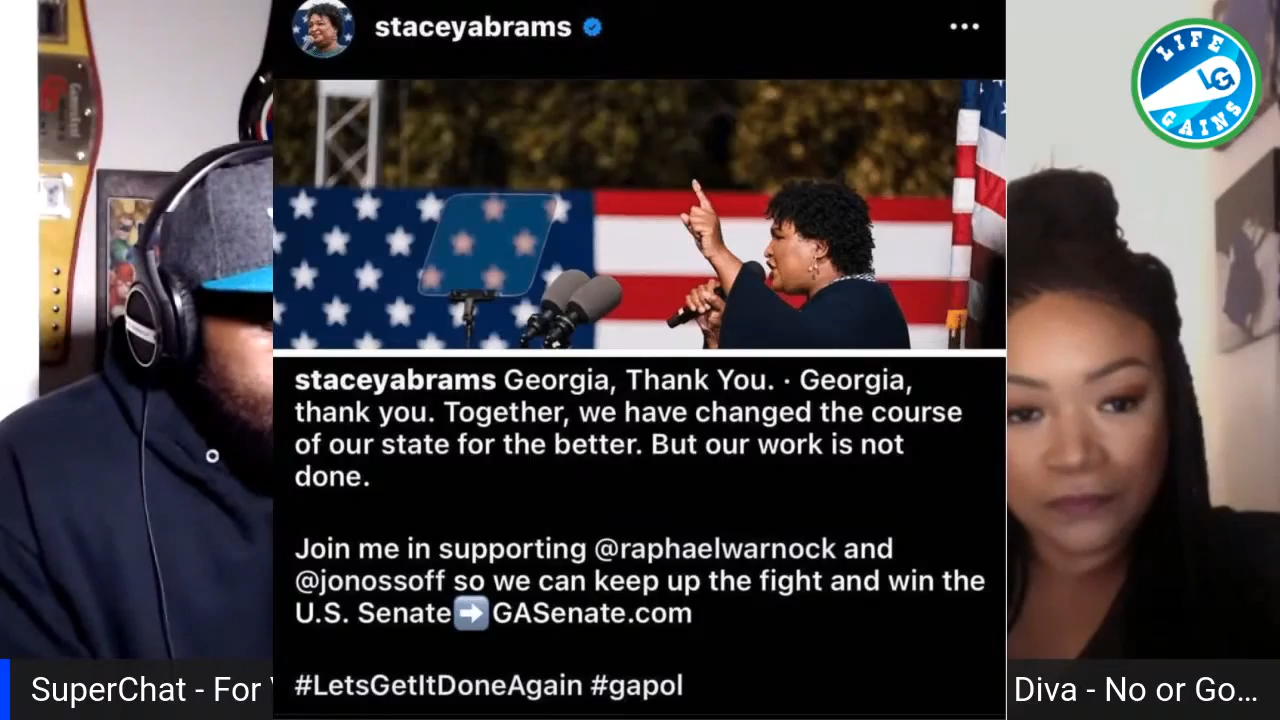 staceyabrams
LIFE
LG
GAINS
staceyabrams Georgia, Thank You. · Georgia,
thank you. Together, we have changed the course
of our state for the better. But our work is not
done.
Join me in supporting @raphaelwarnock and
@jonossoff so we can keep up the fight and win the
U.S. Senate➡️GASenate.com
#LetsGetItDoneAgain #gapol
SuperChat - For
Diva - No or Go...